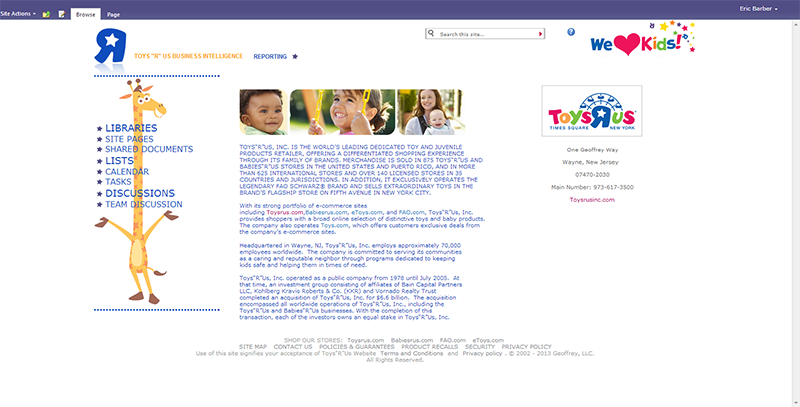 Eric Barber
Site Actions
Browse
Page
Search this site...
We Kids!
TOYS "R" US BUSINESS INTELLIGENCE
REPORTING
LIBRARIES
SITE PAGES
SHARED DOCUMENTS
LISTS
CALENDAR
TASKS
DISCUSSIONS
TEAM DISCUSSION
TOYS"R"US, INC. IS THE WORLD'S LEADING DEDICATED TOY AND JUVENILE
PRODUCTS RETAILER, OFFERING A DIFFERENTIATED SHOPPING EXPERIENCE
THROUGH ITS FAMILY OF BRANDS. MERCHANDISE IS SOLD IN 875 TOYS"R"US AND
BABIES"R"US STORES IN THE UNITED STATES AND PUERTO RICO, AND IN MORE
THAN 625 INTERNATIONAL STORES AND OVER 140 LICENSED STORES IN 35
COUNTRIES AND JURISDICTIONS. IN ADDITION, IT EXCLUSIVELY OPERATES THE
LEGENDARY FAO SCHWARZ® BRAND AND SELLS EXTRAORDINARY TOYS IN THE
BRAND'S FLAGSHIP STORE ON FIFTH AVENUE IN NEW YORK CITY.
With its strong portfolio of e-commerce sites
including Toysrus.com,Babiesrus.com, eToys.com, and FAO.com, Toys"R"Us, Inc.
provides shoppers with a broad online selection of distinctive toys and baby products.
The company also operates Toys.com, which offers customers exclusive deals from
the company's e-commerce sites.
Headquartered in Wayne, NJ, Toys"R"Us, Inc. employs approximately 70,000
employees worldwide. The company is committed to serving its communities
as a caring and reputable neighbor through programs dedicated to keeping
kids safe and helping them in times of need.
Toys"R"Us, Inc. operated as a public company from 1978 until July 2005. At
that time, an investment group consisting of affiliates of Bain Capital Partners
LLC, Kohlberg Kravis Roberts & Co. (KKR) and Vornado Realty Trust
completed an acquisition of Toys"R"Us, Inc. for $6.6 billion. The acquisition
encompassed all worldwide operations of Toys"R"Us, Inc., including the
Toys"R"Us and Babies"R"Us businesses. With the completion of this
transaction, each of the investors owns an equal stake in Toys"R"Us, Inc.
TOYS R US
TIMES SQUARE NEW YORK
One Geoffrey Way
Wayne, New Jersey
07470-2030
Main Number: 973-617-3500
Toysrusinc.com
SHOP OUR STORES: Toysrus.com Babiesrus.com FAO.com eToys.com
SITE MAP CONTACT US POLICIES & GUARANTEES PRODUCT RECALLS SECURITY PRIVACY POLICY
Use of this site signifies your acceptance of Toys"R"Us Website Terms and Conditions and Privacy policy . © 2002 - 2013 Geoffrey, LLC.
All Rights Reserved.